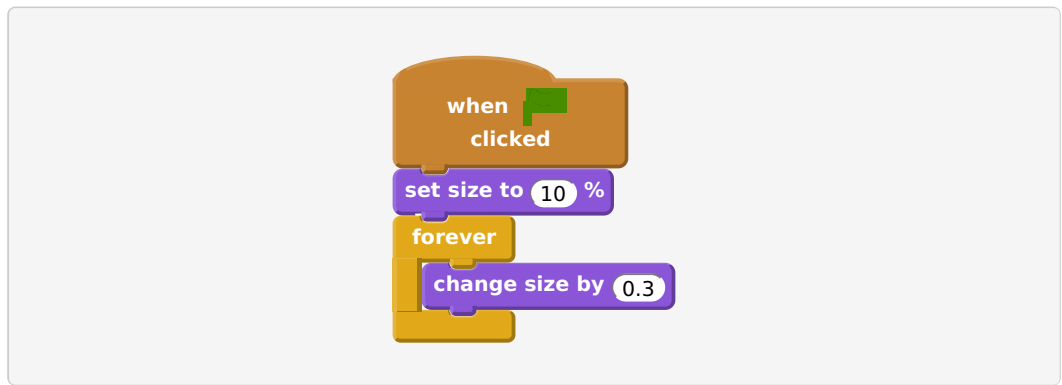 when
clicked
set size to 10 %
forever
change size by 0.3